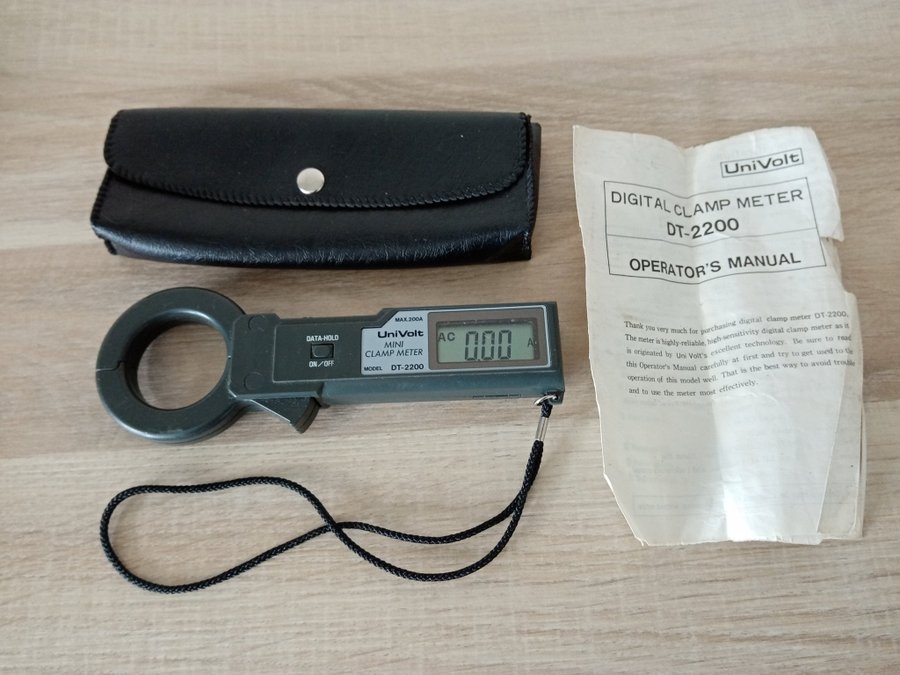 UniVolt
DIGITAL CLAMP METER
DT-2200
OPERATOR'S MANUAL
Thank you very much for purchasing digital clamp meter DT-2200,
The meter is highly-reliable, high-sensitivity digital clamp meter as it
is originated by Uni Volt's excellent technology. Be sure to read
this Operator's Manual carefully at first and try to get used to the
operation of this model well. That is the best way to avoid trouble
and to use the meter most effectively.
MAX.200A
UniVolt
MINI
CLAMP METER
MODEL DT-2200
DATA-HOLD
ON/OFF
AC 0.00 A